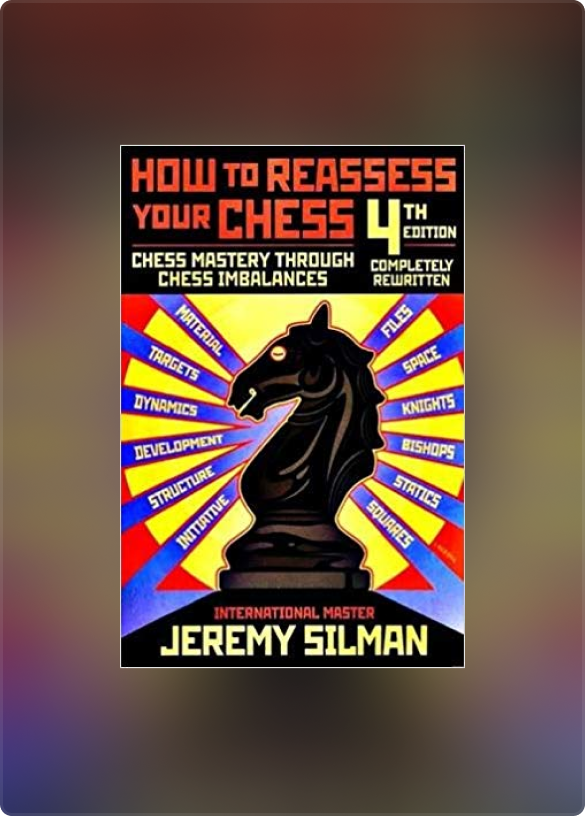 HOW TO REASSESS
YOUR CHESS 4TH EDITION
CHESS MASTERY THROUGH
CHESS IMBALANCES
COMPLETELY
REWRITTEN
MATERIAL
TARGETS
DYNAMICS
DEVELOPMENT
STRUCTURE
INITIATIVE
FILES
SPACE
KNIGHTS
BISHOPS
STATICS
SQUARES
INTERNATIONAL MASTER
JEREMY SILMAN